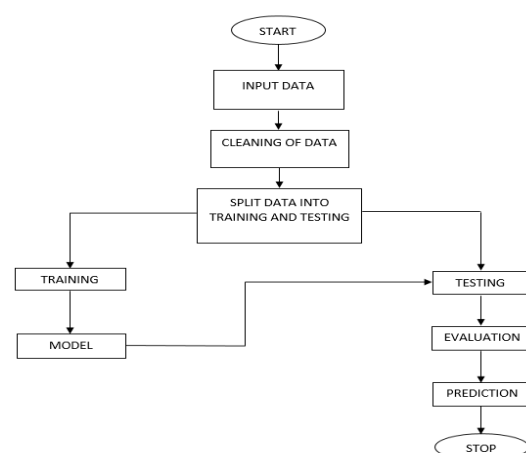 START
INPUT DATA
CLEANING OF DATA
SPLIT DATA INTO
TRAINING AND TESTING
TRAINING
TESTING
MODEL
EVALUATION
PREDICTION
STOP